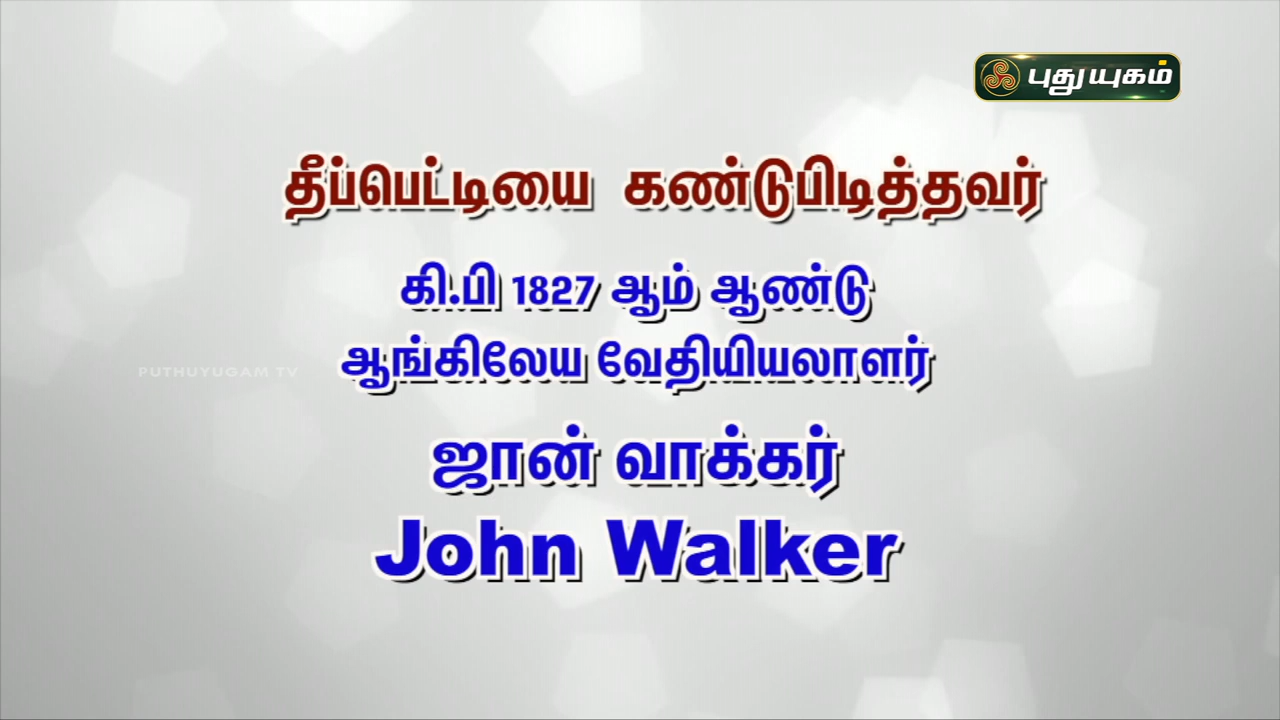 புதுயுகம்
தீப்பெட்டியை கண்டுபிடித்தவர்
கி.பி 1827 ஆம் ஆண்டு
ஆங்கிலேய வேதியியலாளர்
PUTHUYUGAM TV
ஜான் வாக்கர்
John Walker